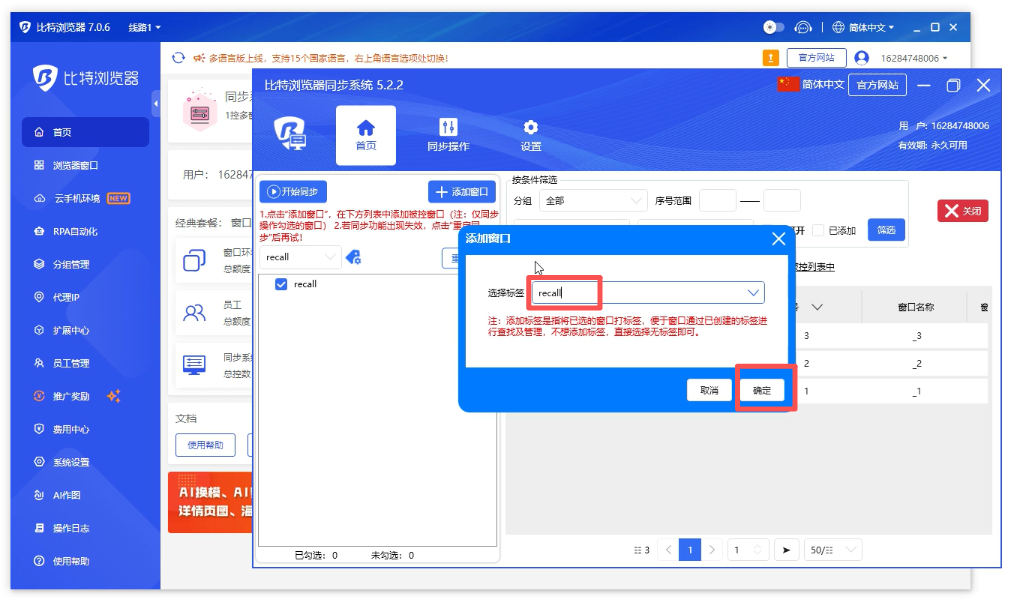 比特浏览器 7.0.6 线路1
简体中文
比特浏览器
多语言版上线，支持15个国家语言，右上角语言选项处切换!
官方网站
16284748006
首页
浏览器窗口
云手机环境 NEW
RPA自动化
分组管理
代理IP
扩展中心
员工管理
推广奖励
费用中心
系统设置
AI作图
操作日志
使用帮助
同步系
1控多窗
用户： 16284
经典套餐： 窗口
窗口环
总额度
员工
总额度
同步系
总控数
文档
使用帮助
AI换模、AI
详情页图、海
比特浏览器同步系统 5.2.2
简体中文
官方网站
首页
同步操作
设置
用 户: 16284748006
有效期: 永久可用
开始同步
添加窗口
1.点击“添加窗口”，在下方列表中添加被控窗口（注：仅同步
操作勾选的窗口） 2.若同步功能出现失效，点击“重启同
步”后再试！
recall
重
recall
已勾选： 0 未勾选： 0
按条件筛选
分组 全部 序号范围
关闭
开 已添加 筛选
控列表中
窗口名称 窗
3 _3
2 _2
1 _1
添加窗口
选择标签 recall
注：添加标签是指将已选的窗口打标签，便于窗口通过已创建的标签进
行查找及管理，不想添加标签，直接选择无标签即可。
取消 确定
3 1 1 50/